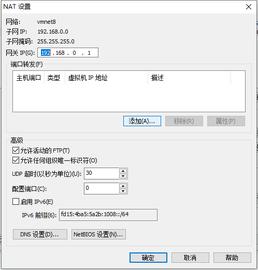 NAT 设置
网络: vmnet8
子网 IP: 192.168.0.0
子网掩码: 255.255.255.0
网关 IP(G): 192 . 168 . 0 . 1
端口转发(F)
主机端口 类型 虚拟机 IP 地址 描述
添加(A)... 移除(R) 属性(P)
高级
允许活动的 FTP(T)
允许任何组织唯一标识符(O)
UDP 超时(以秒为单位)(U): 30
配置端口(C): 0
启用 IPv6(E)
IPv6 前缀(6): fd15:4ba5:5a2b:1008::/64
DNS 设置(D)... NetBIOS 设置(N)...
确定 取消 帮助